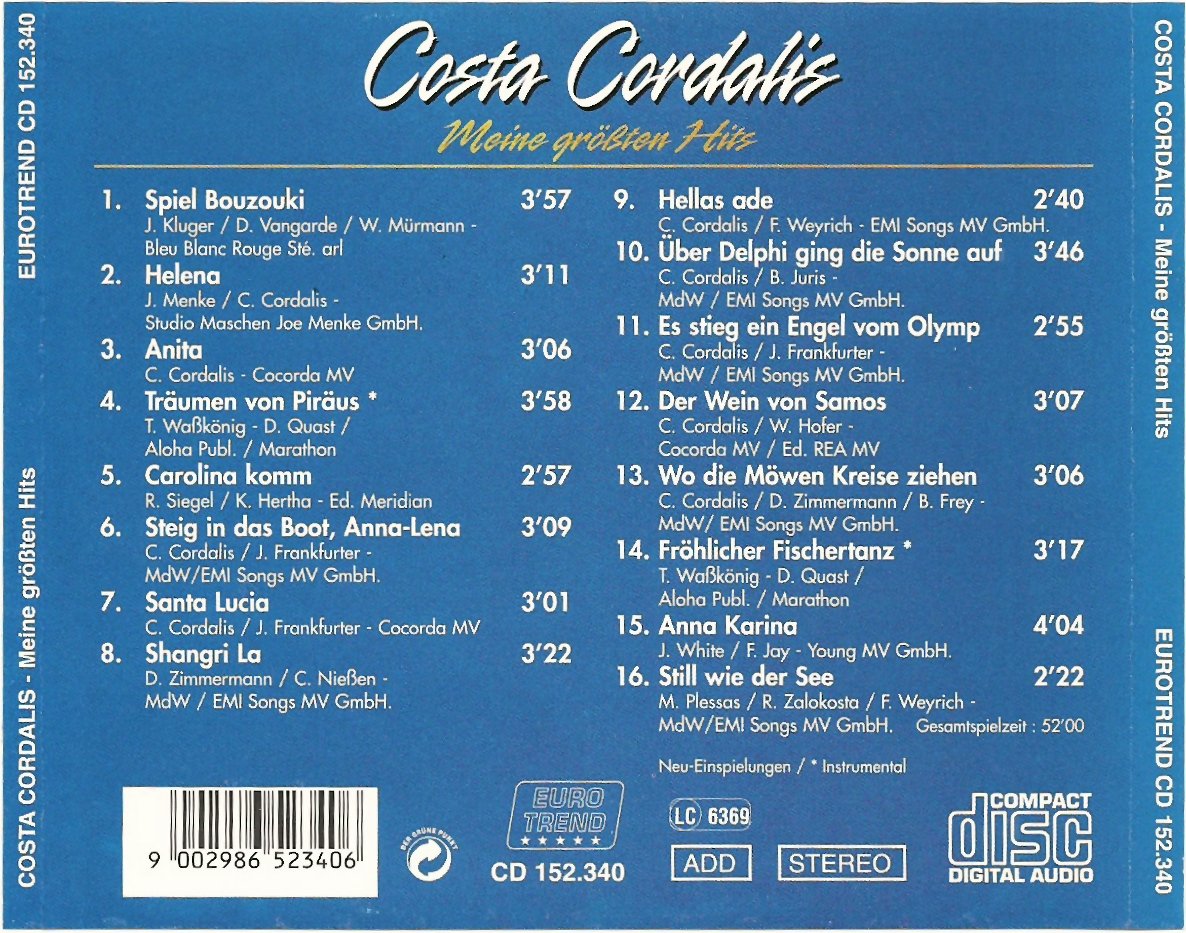 Costa Cordalis
Meine größten Hits
1. Spiel Bouzouki 3'57
J. Kluger / D. Vangarde / W. Mürmann -
Bleu Blanc Rouge Sté. arl
2. Helena 3'11
J. Menke / C. Cordalis -
Studio Maschen Joe Menke GmbH.
3. Anita 3'06
C. Cordalis - Cocorda MV
4. Träumen von Piräus * 3'58
T. Waßkönig - D. Quast /
Aloha Publ. / Marathon
5. Carolina komm 2'57
R. Siegel / K. Hertha - Ed. Meridian
6. Steig in das Boot, Anna-Lena 3'09
C. Cordalis / J. Frankfurter -
MdW/EMI Songs MV GmbH.
7. Santa Lucia 3'01
C. Cordalis / J. Frankfurter - Cocorda MV
8. Shangri La 3'22
D. Zimmermann / C. Nießen -
MdW / EMI Songs MV GmbH.
9. Hellas ade 2'40
C. Cordalis / F. Weyrich - EMI Songs MV GmbH.
10. Über Delphi ging die Sonne auf 3'46
C. Cordalis / B. Juris -
MdW / EMI Songs MV GmbH.
11. Es stieg ein Engel vom Olymp 2'55
C. Cordalis / J. Frankfurter -
MdW / EMI Songs MV GmbH.
12. Der Wein von Samos 3'07
C. Cordalis / W. Hofer -
Cocorda MV / Ed. REA MV
13. Wo die Möwen Kreise ziehen 3'06
C. Cordalis / D. Zimmermann / B. Frey -
MdW/ EMI Songs MV GmbH.
14. Fröhlicher Fischertanz * 3'17
T. Waßkönig - D. Quast /
Aloha Publ. / Marathon
15. Anna Karina 4'04
J. White / F. Jay - Young MV GmbH.
16. Still wie der See 2'22
M. Plessas / R. Zalokosta / F. Weyrich -
MdW/EMI Songs MV GmbH. Gesamtspielzeit : 52'00
Neu-Einspielungen / * Instrumental
9 002986 523406
DER GRÜNE PUNKT
EURO
TREND
CD 152.340
LC 6369
ADD
STEREO
COMPACT
disc
DIGITAL AUDIO
COSTA CORDALIS - Meine größten Hits
EUROTREND CD 152.340
COSTA CORDALIS - Meine größten Hits
EUROTREND CD 152.340